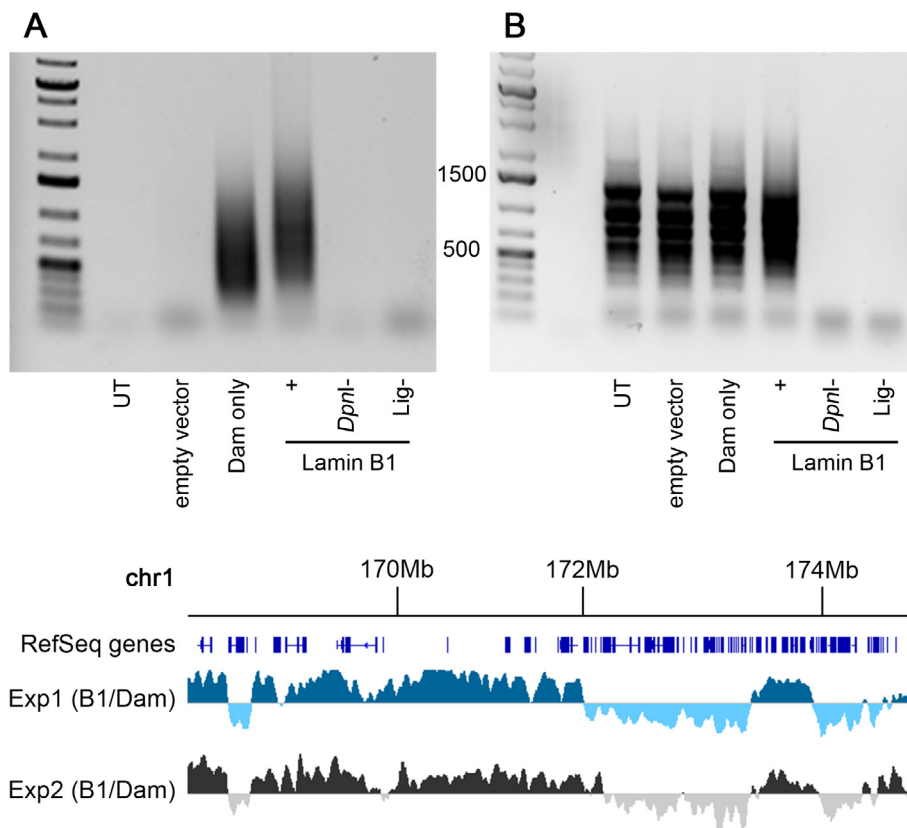 A
B
1500
500
UT
empty vector
Dam only
+
DpnI-
Lig-
Lamin B1
UT
empty vector
Dam only
+
DpnI-
Lig-
Lamin B1
chr1
170Mb
172Mb
174Mb
RefSeq genes
Exp1 (B1/Dam)
Exp2 (B1/Dam)